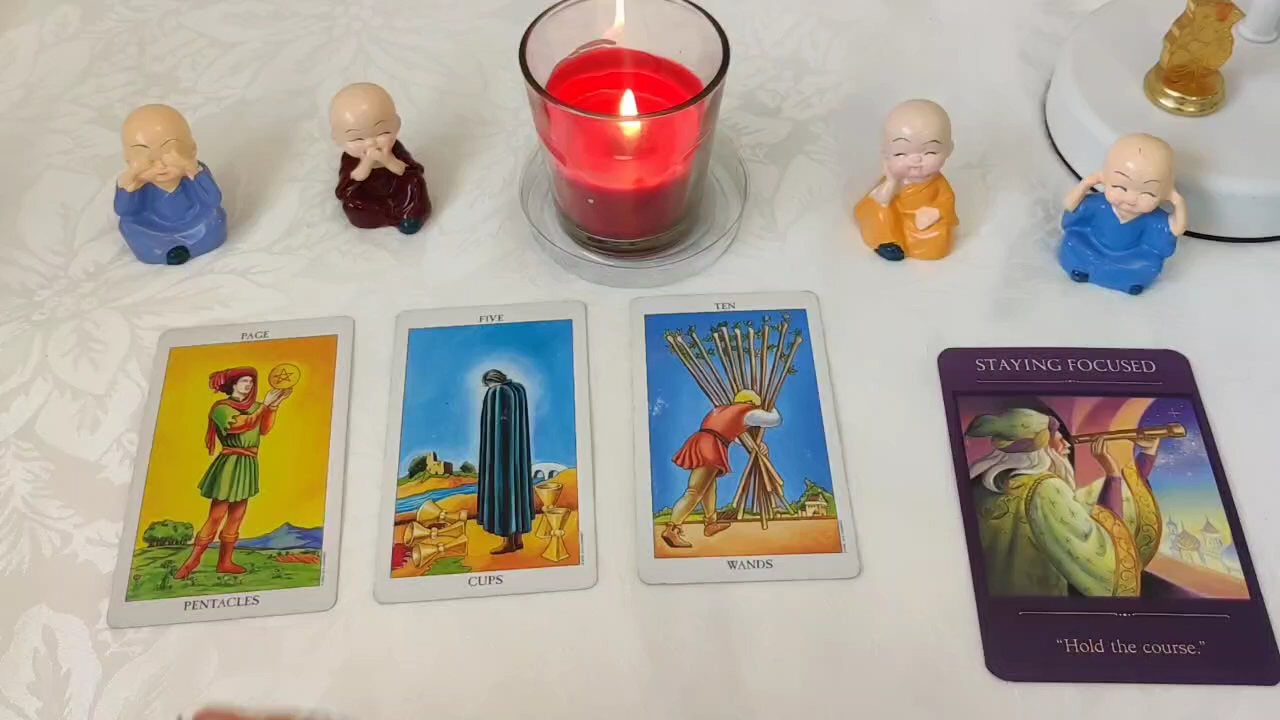 PAGE
PENTACLES
FIVE
CUPS
TEN
WANDS
STAYING FOCUSED
"Hold the course."